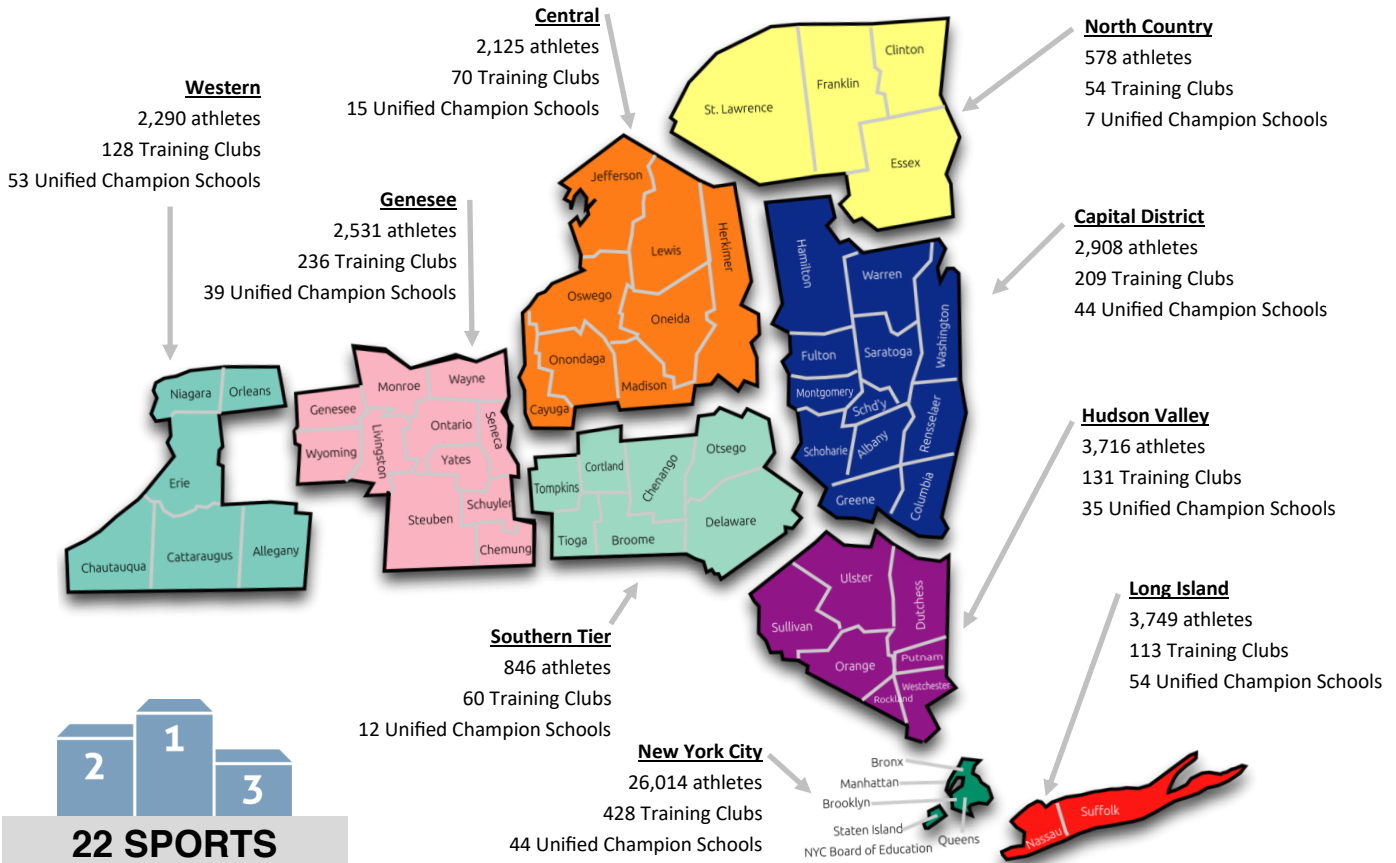 Central
2,125 athletes
70 Training Clubs
15 Unified Champion Schools
North Country
578 athletes
54 Training Clubs
7 Unified Champion Schools
Western
2,290 athletes
128 Training Clubs
53 Unified Champion Schools
Genesee
2,531 athletes
236 Training Clubs
39 Unified Champion Schools
Capital District
2,908 athletes
209 Training Clubs
44 Unified Champion Schools
Hudson Valley
3,716 athletes
131 Training Clubs
35 Unified Champion Schools
Long Island
3,749 athletes
113 Training Clubs
54 Unified Champion Schools
Southern Tier
846 athletes
60 Training Clubs
12 Unified Champion Schools
New York City
26,014 athletes
428 Training Clubs
44 Unified Champion Schools
St. Lawrence
Franklin
Clinton
Essex
Jefferson
Lewis
Herkimer
Oswego
Oneida
Onondaga
Madison
Cayuga
Hamilton
Warren
Washington
Fulton
Saratoga
Montgomery
Schd'y
Schoharie
Albany
Rensselaer
Greene
Columbia
Niagara
Orleans
Erie
Chautauqua
Cattaraugus
Allegany
Monroe
Wayne
Genesee
Wyoming
Livingston
Ontario
Seneca
Yates
Steuben
Schuyler
Chemung
Tompkins
Cortland
Chenango
Otsego
Tioga
Broome
Delaware
Ulster
Dutchess
Sullivan
Orange
Putnam
Westchester
Rockland
Bronx
Manhattan
Brooklyn
Staten Island
NYC Board of Education
Queens
Nassau
Suffolk
2
1
3
22 SPORTS